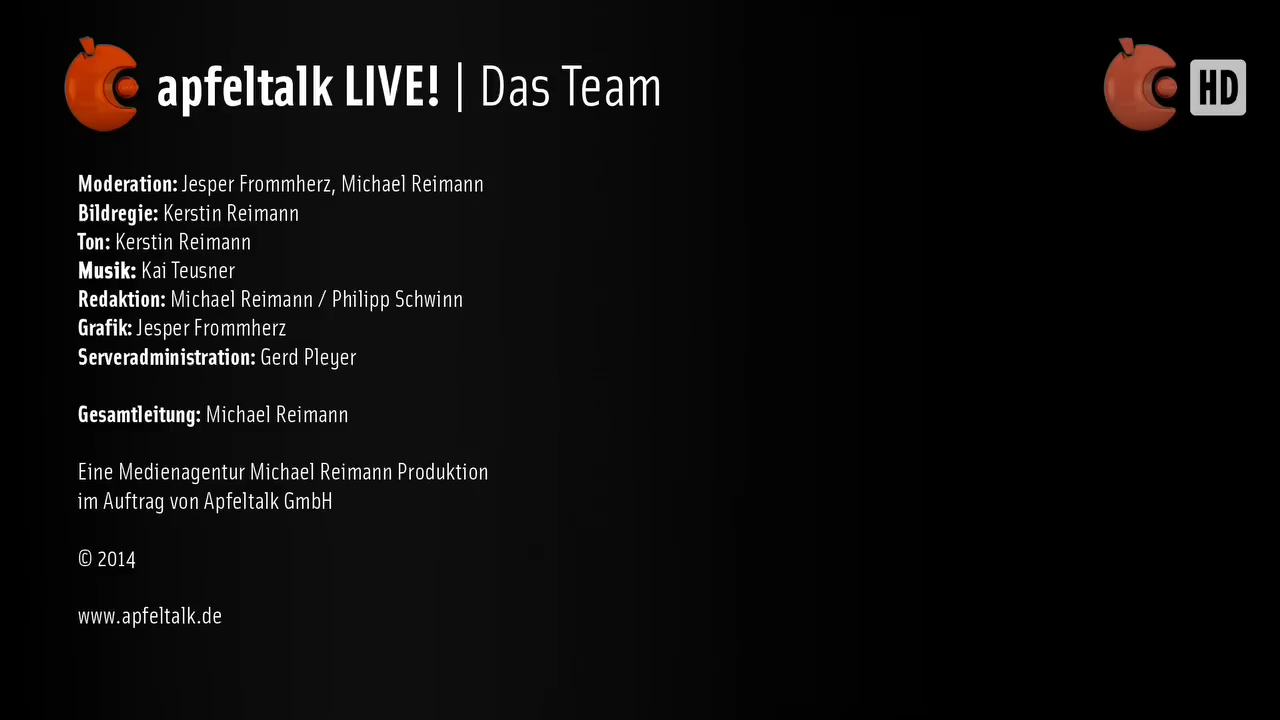 apfeltalk LIVE! | Das Team
HD
Moderation: Jesper Frommherz, Michael Reimann
Bildregie: Kerstin Reimann
Ton: Kerstin Reimann
Musik: Kai Teusner
Redaktion: Michael Reimann / Philipp Schwinn
Grafik: Jesper Frommherz
Serveradministration: Gerd Pleyer
Gesamtleitung: Michael Reimann
Eine Medienagentur Michael Reimann Produktion
im Auftrag von Apfeltalk GmbH
© 2014
www.apfeltalk.de